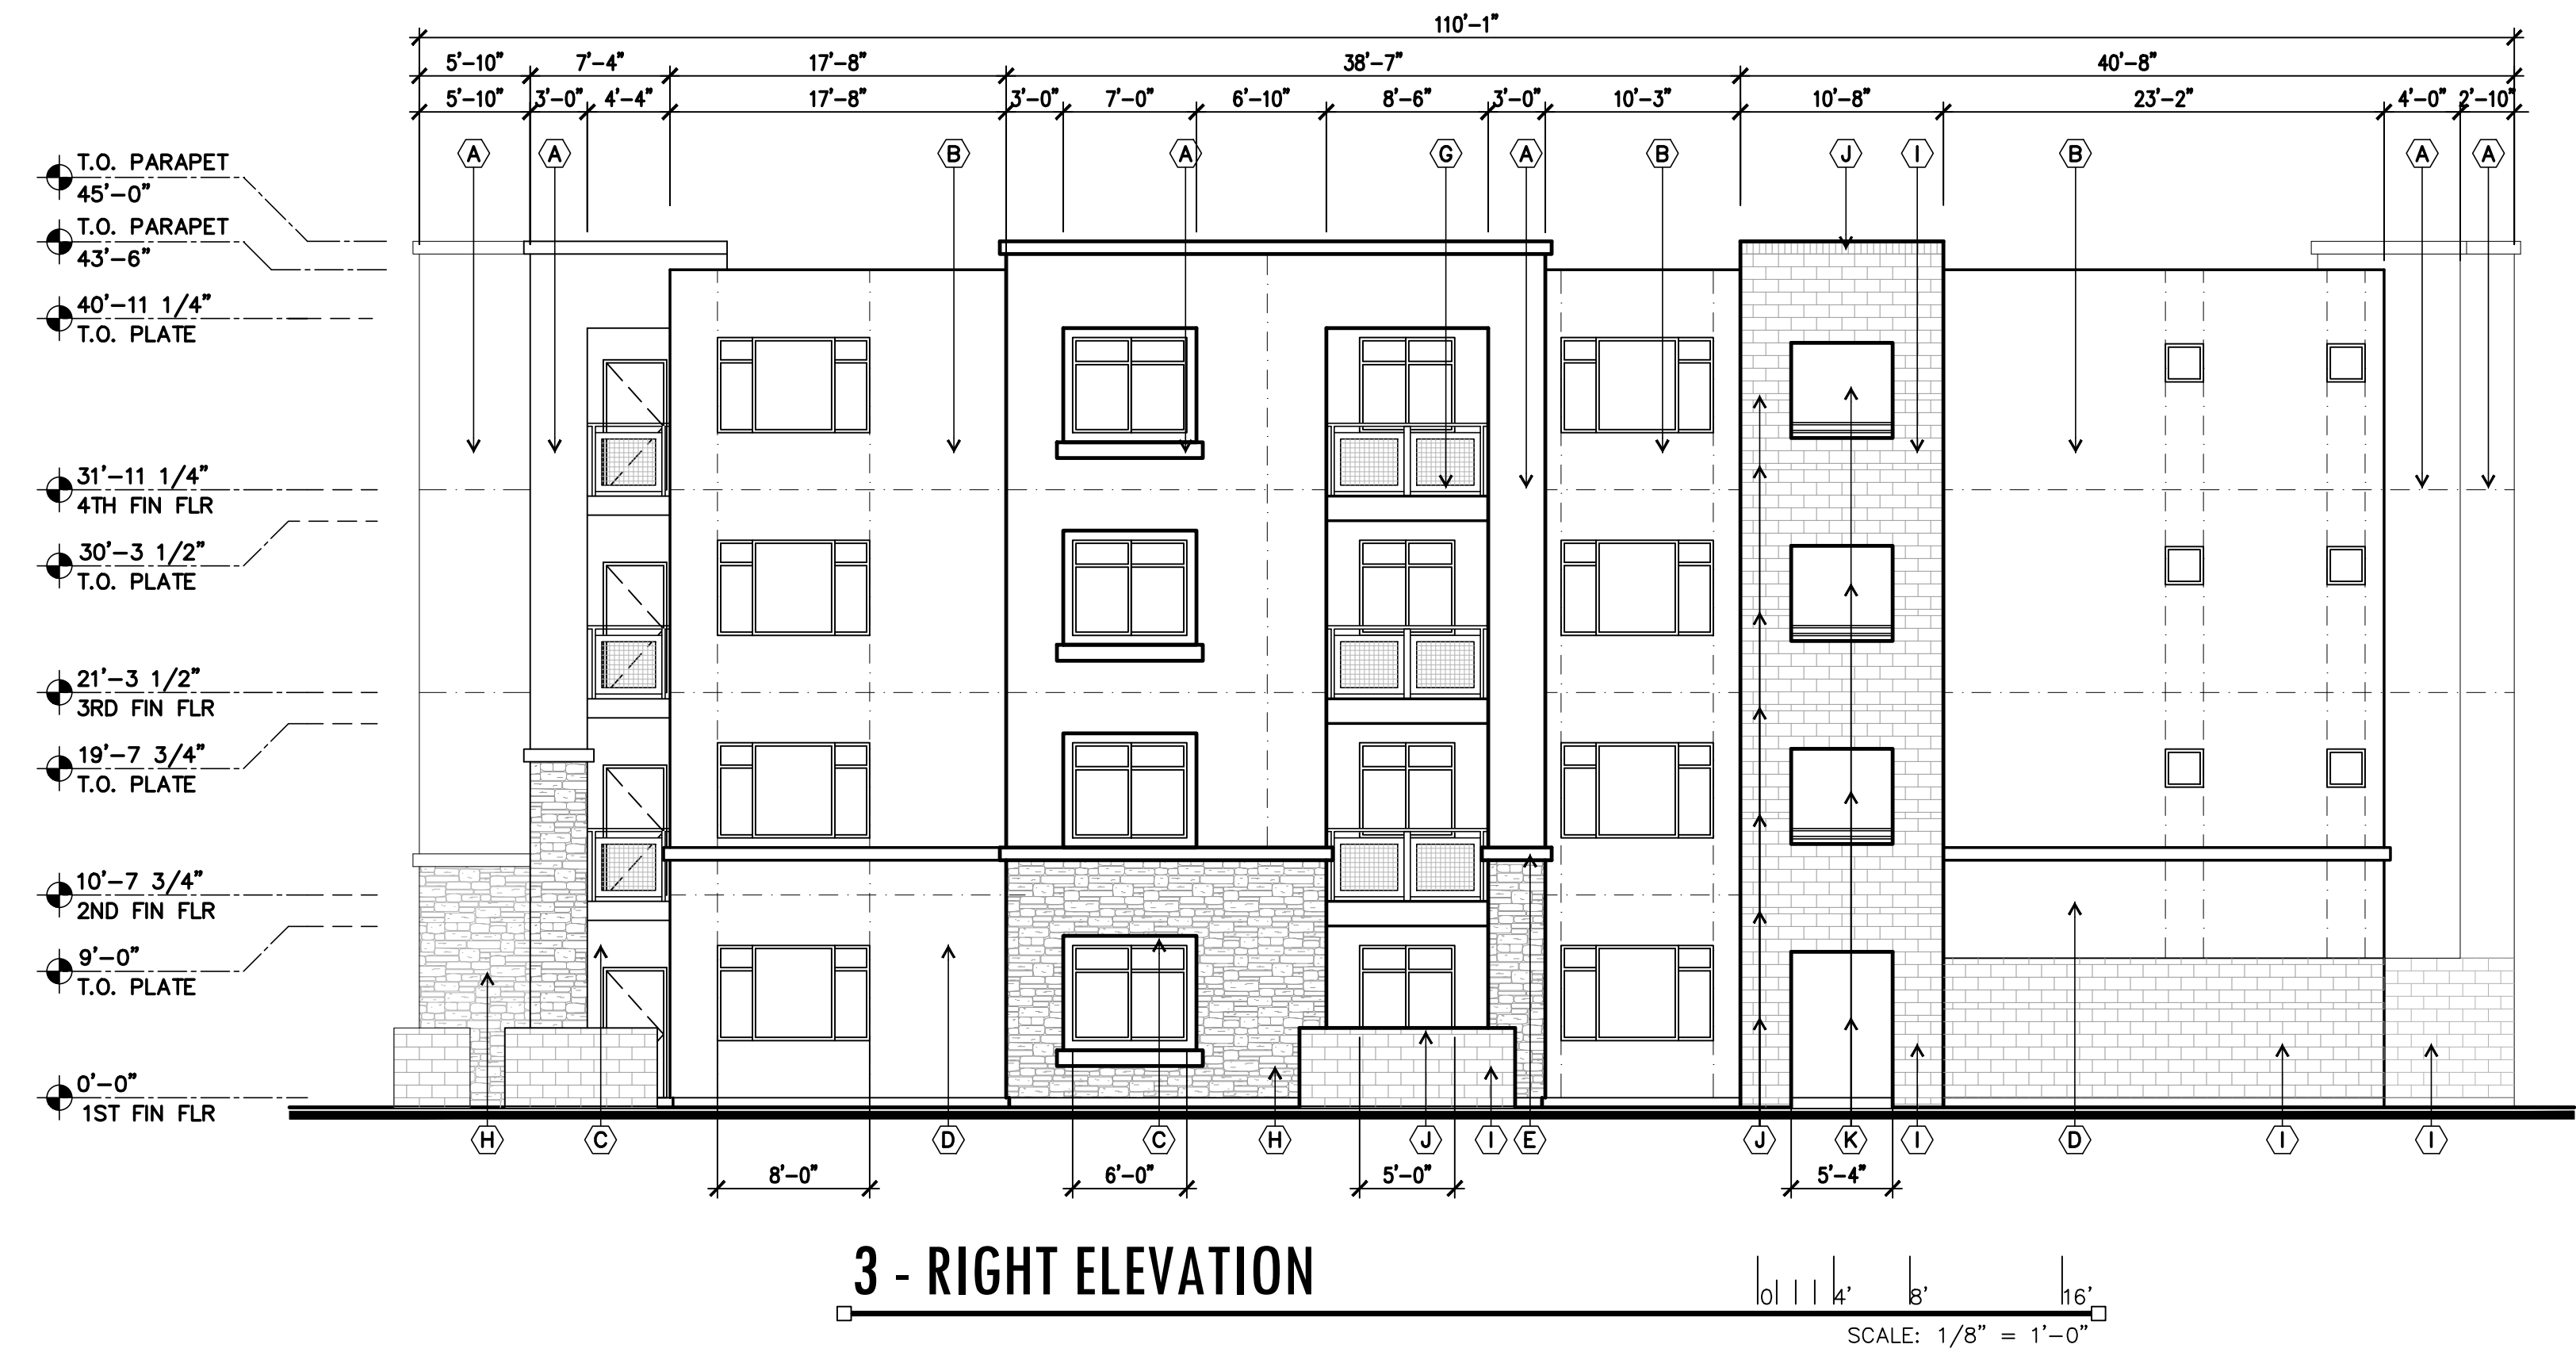 110'-1"
5'-10" 7'-4" 17'-8" 38'-7" 40'-8"
5'-10" 3'-0" 4'-4" 17'-8" 3'-0" 7'-0" 6'-10" 8'-6" 3'-0" 10'-3" 10'-8" 23'-2" 4'-0" 2'-10"
A A B A G A B J I B A A
T.O. PARAPET
45'-0"
T.O. PARAPET
43'-6"
40'-11 1/4"
T.O. PLATE
31'-11 1/4"
4TH FIN FLR
30'-3 1/2"
T.O. PLATE
21'-3 1/2"
3RD FIN FLR
19'-7 3/4"
T.O. PLATE
10'-7 3/4"
2ND FIN FLR
9'-0"
T.O. PLATE
0'-0"
1ST FIN FLR
H C D C H J I E J K I D I I
8'-0" 6'-0" 5'-0" 5'-4"
3 - RIGHT ELEVATION
0 4' 8' 16'
SCALE: 1/8" = 1'-0"